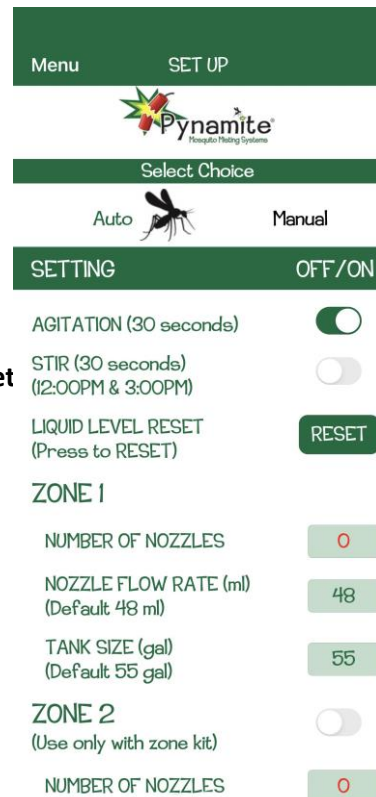 Menu SET UP
Pynamite®
Mosquito Misting Systems
Select Choice
Auto Manual
SETTING OFF/ON
AGITATION (30 seconds)
STIR (30 seconds)
(12:00PM & 3:00PM)
et
LIQUID LEVEL RESET
(Press to RESET)
RESET
ZONE 1
NUMBER OF NOZZLES 0
NOZZLE FLOW RATE (ml)
(Default 48 ml)
48
TANK SIZE (gal)
(Default 55 gal)
55
ZONE 2
(Use only with zone kit)
NUMBER OF NOZZLES 0